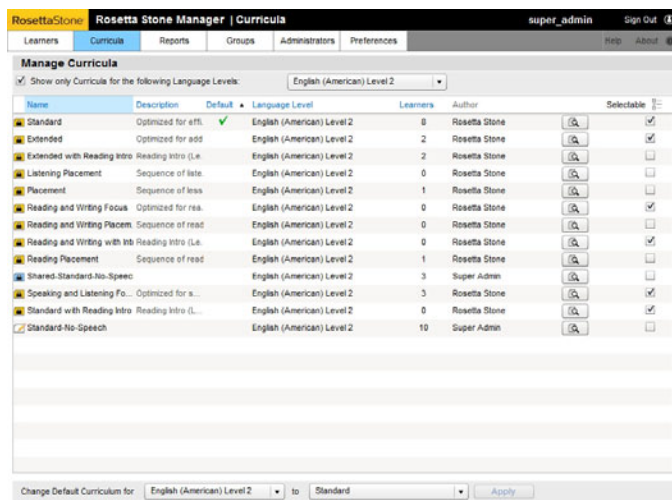 RosettaStone Rosetta Stone Manager | Curricula super_admin Sign Out
Learners Curricula Reports Groups Administrators Preferences Help About
Manage Curricula
Show only Curricula for the following Language Levels: English (American) Level 2
Name Description Default Language Level Learners Author Selectable
Standard Optimized for effi. English (American) Level 2 8 Rosetta Stone
Extended Optimized for add English (American) Level 2 2 Rosetta Stone
Extended with Reading Intro Reading Intro (Le. English (American) Level 2 2 Rosetta Stone
Listening Placement Sequence of liste. English (American) Level 2 0 Rosetta Stone
Placement Sequence of less English (American) Level 2 1 Rosetta Stone
Reading and Writing Focus Optimized for rea. English (American) Level 2 0 Rosetta Stone
Reading and Writing Placem. Sequence of read English (American) Level 2 0 Rosetta Stone
Reading and Writing with Int Reading Intro (Le. English (American) Level 2 0 Rosetta Stone
Reading Placement Sequence of read English (American) Level 2 1 Rosetta Stone
Shared-Standard-No-Speec English (American) Level 2 3 Super Admin
Speaking and Listening Fo... Optimized for s... English (American) Level 2 3 Rosetta Stone
Standard with Reading Intro Reading Intro (L... English (American) Level 2 0 Rosetta Stone
Standard-No-Speech English (American) Level 2 10 Super Admin
Change Default Curriculum for English (American) Level 2 to Standard Apply